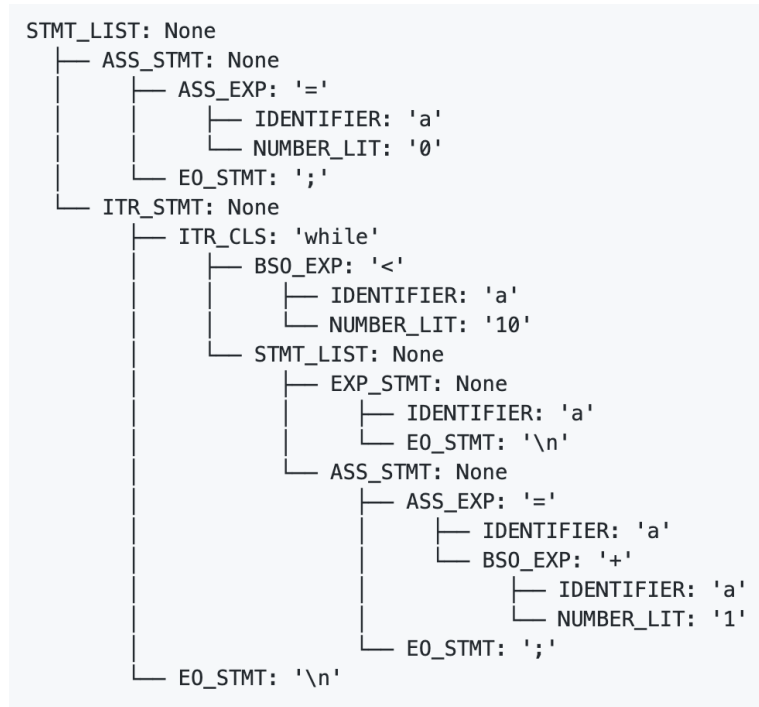 STMT_LIST: None
├── ASS_STMT: None
│   ├── ASS_EXP: '='
│   │   ├── IDENTIFIER: 'a'
│   │   └── NUMBER_LIT: '0'
│   └── EO_STMT: ';'
└── ITR_STMT: None
    ├── ITR_CLS: 'while'
    │   ├── BSO_EXP: '<'
    │   │   ├── IDENTIFIER: 'a'
    │   │   └── NUMBER_LIT: '10'
    │   └── STMT_LIST: None
    │       ├── EXP_STMT: None
    │       │   ├── IDENTIFIER: 'a'
    │       │   └── EO_STMT: '\n'
    │       └── ASS_STMT: None
    │           ├── ASS_EXP: '='
    │           │   ├── IDENTIFIER: 'a'
    │           │   └── BSO_EXP: '+'
    │           │       ├── IDENTIFIER: 'a'
    │           │       └── NUMBER_LIT: '1'
    │           └── EO_STMT: ';'
    └── EO_STMT: '\n'